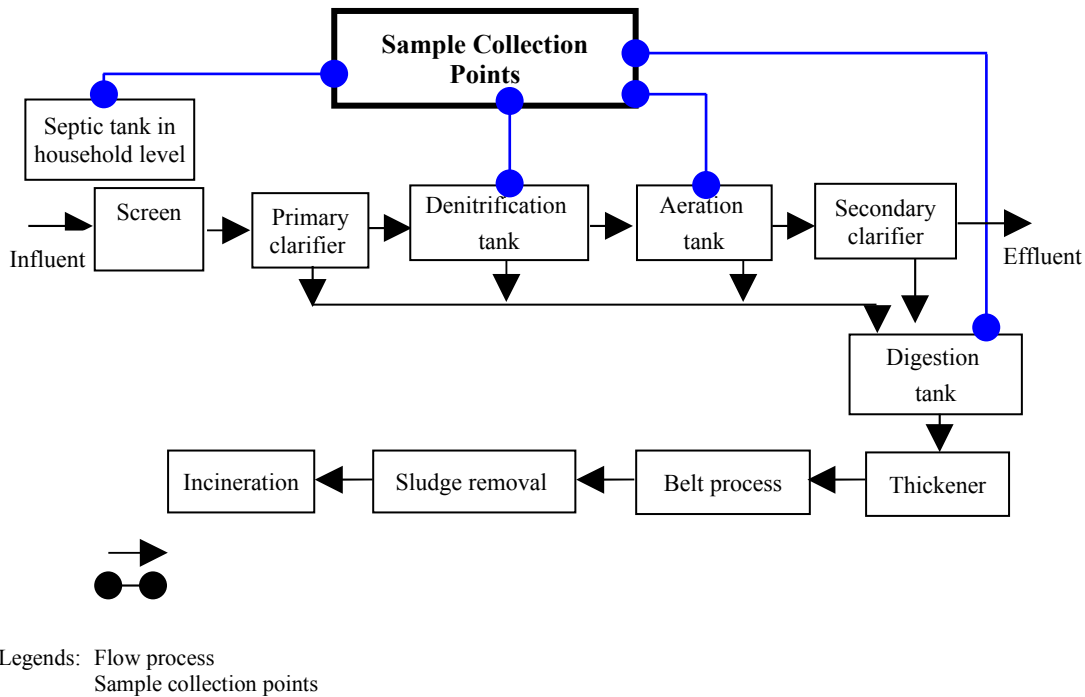 Sample Collection
Points
Septic tank in
household level
Screen
Primary
clarifier
Denitrification
tank
Aeration
tank
Secondary
clarifier
Influent
Effluent
Digestion
tank
Incineration
Sludge removal
Belt process
Thickener
Legends: Flow process
Sample collection points